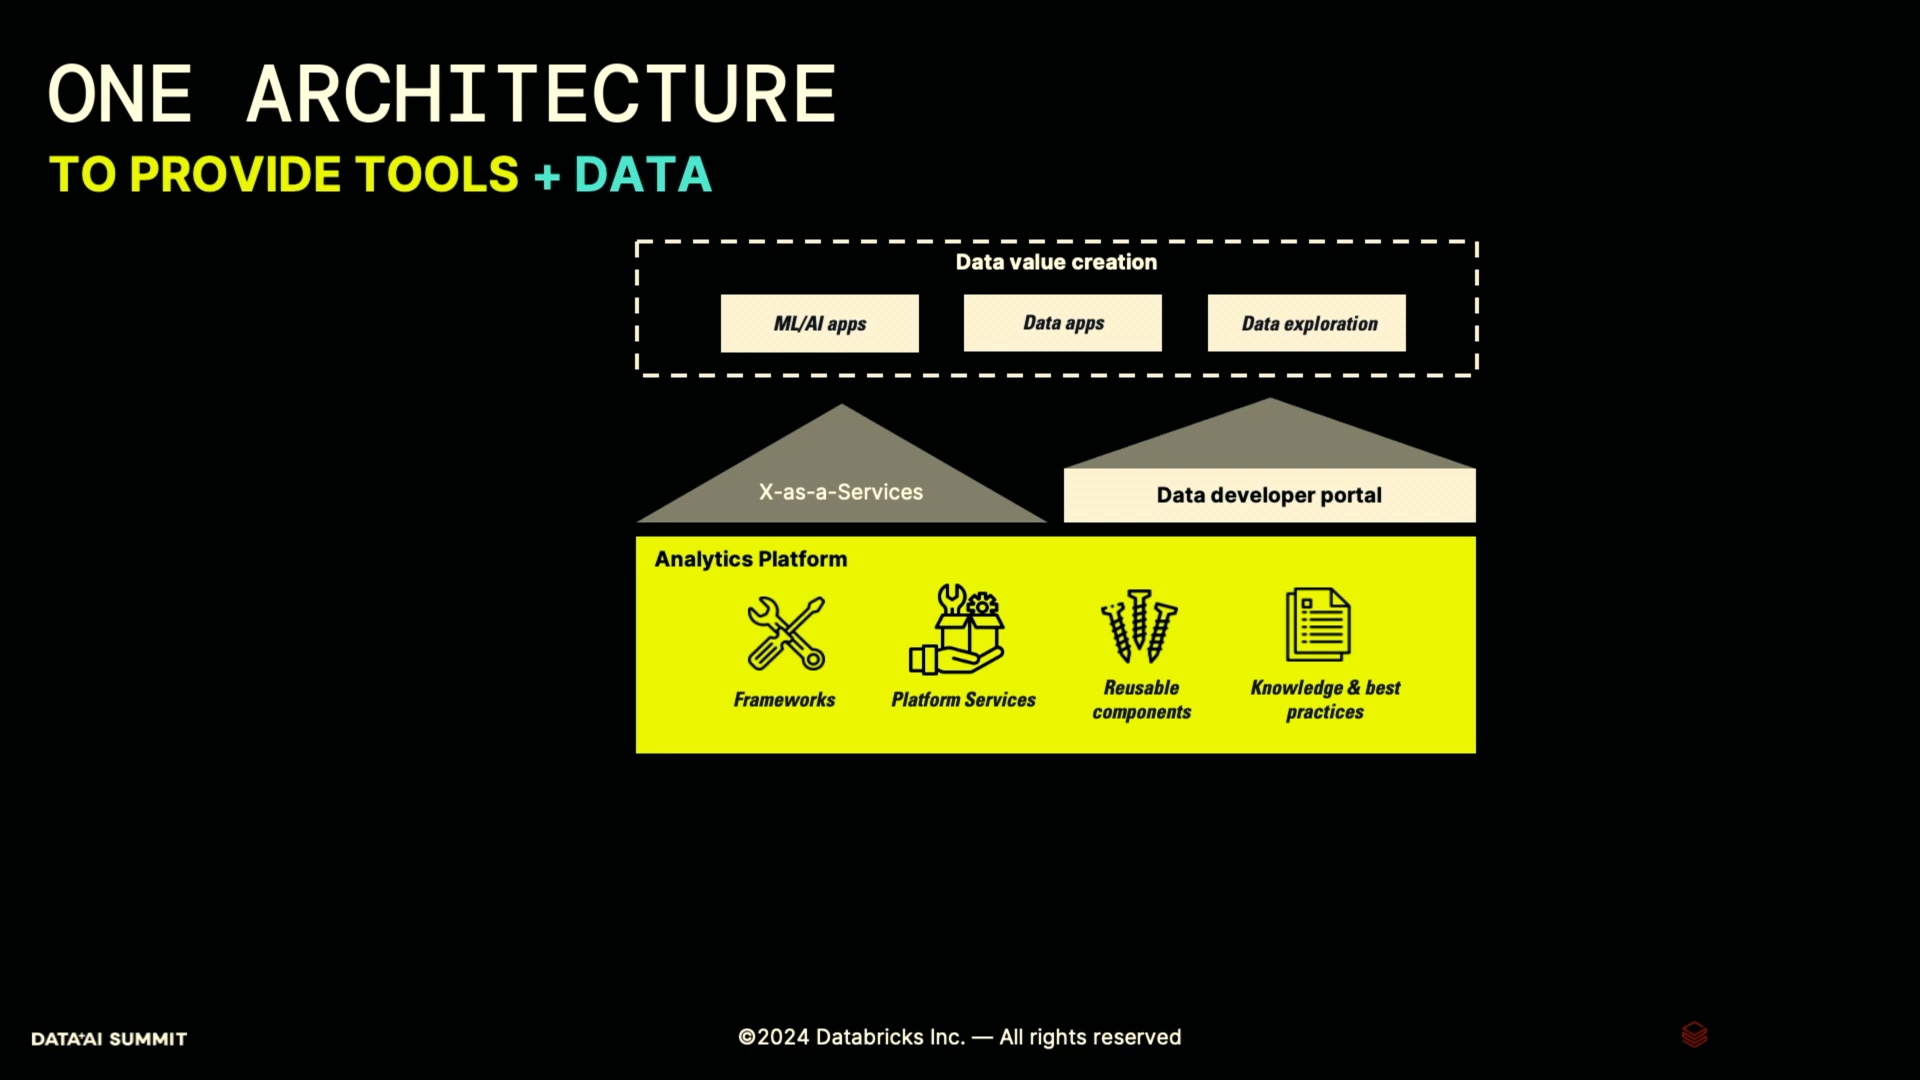 ONE ARCHITECTURE
TO PROVIDE TOOLS + DATA
Data value creation
ML/AI apps
Data apps
Data exploration
X-as-a-Services
Data developer portal
Analytics Platform
Frameworks
Platform Services
Reusable
components
Knowledge & best
practices
DATA+AI SUMMIT
©2024 Databricks Inc. — All rights reserved